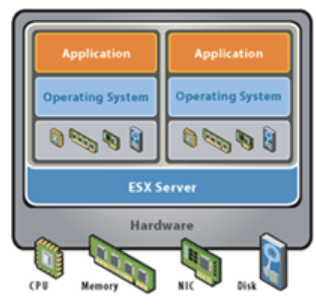 Application Application
Operating System Operating System
ESX Server
Hardware
CPU Memory NIC Disk